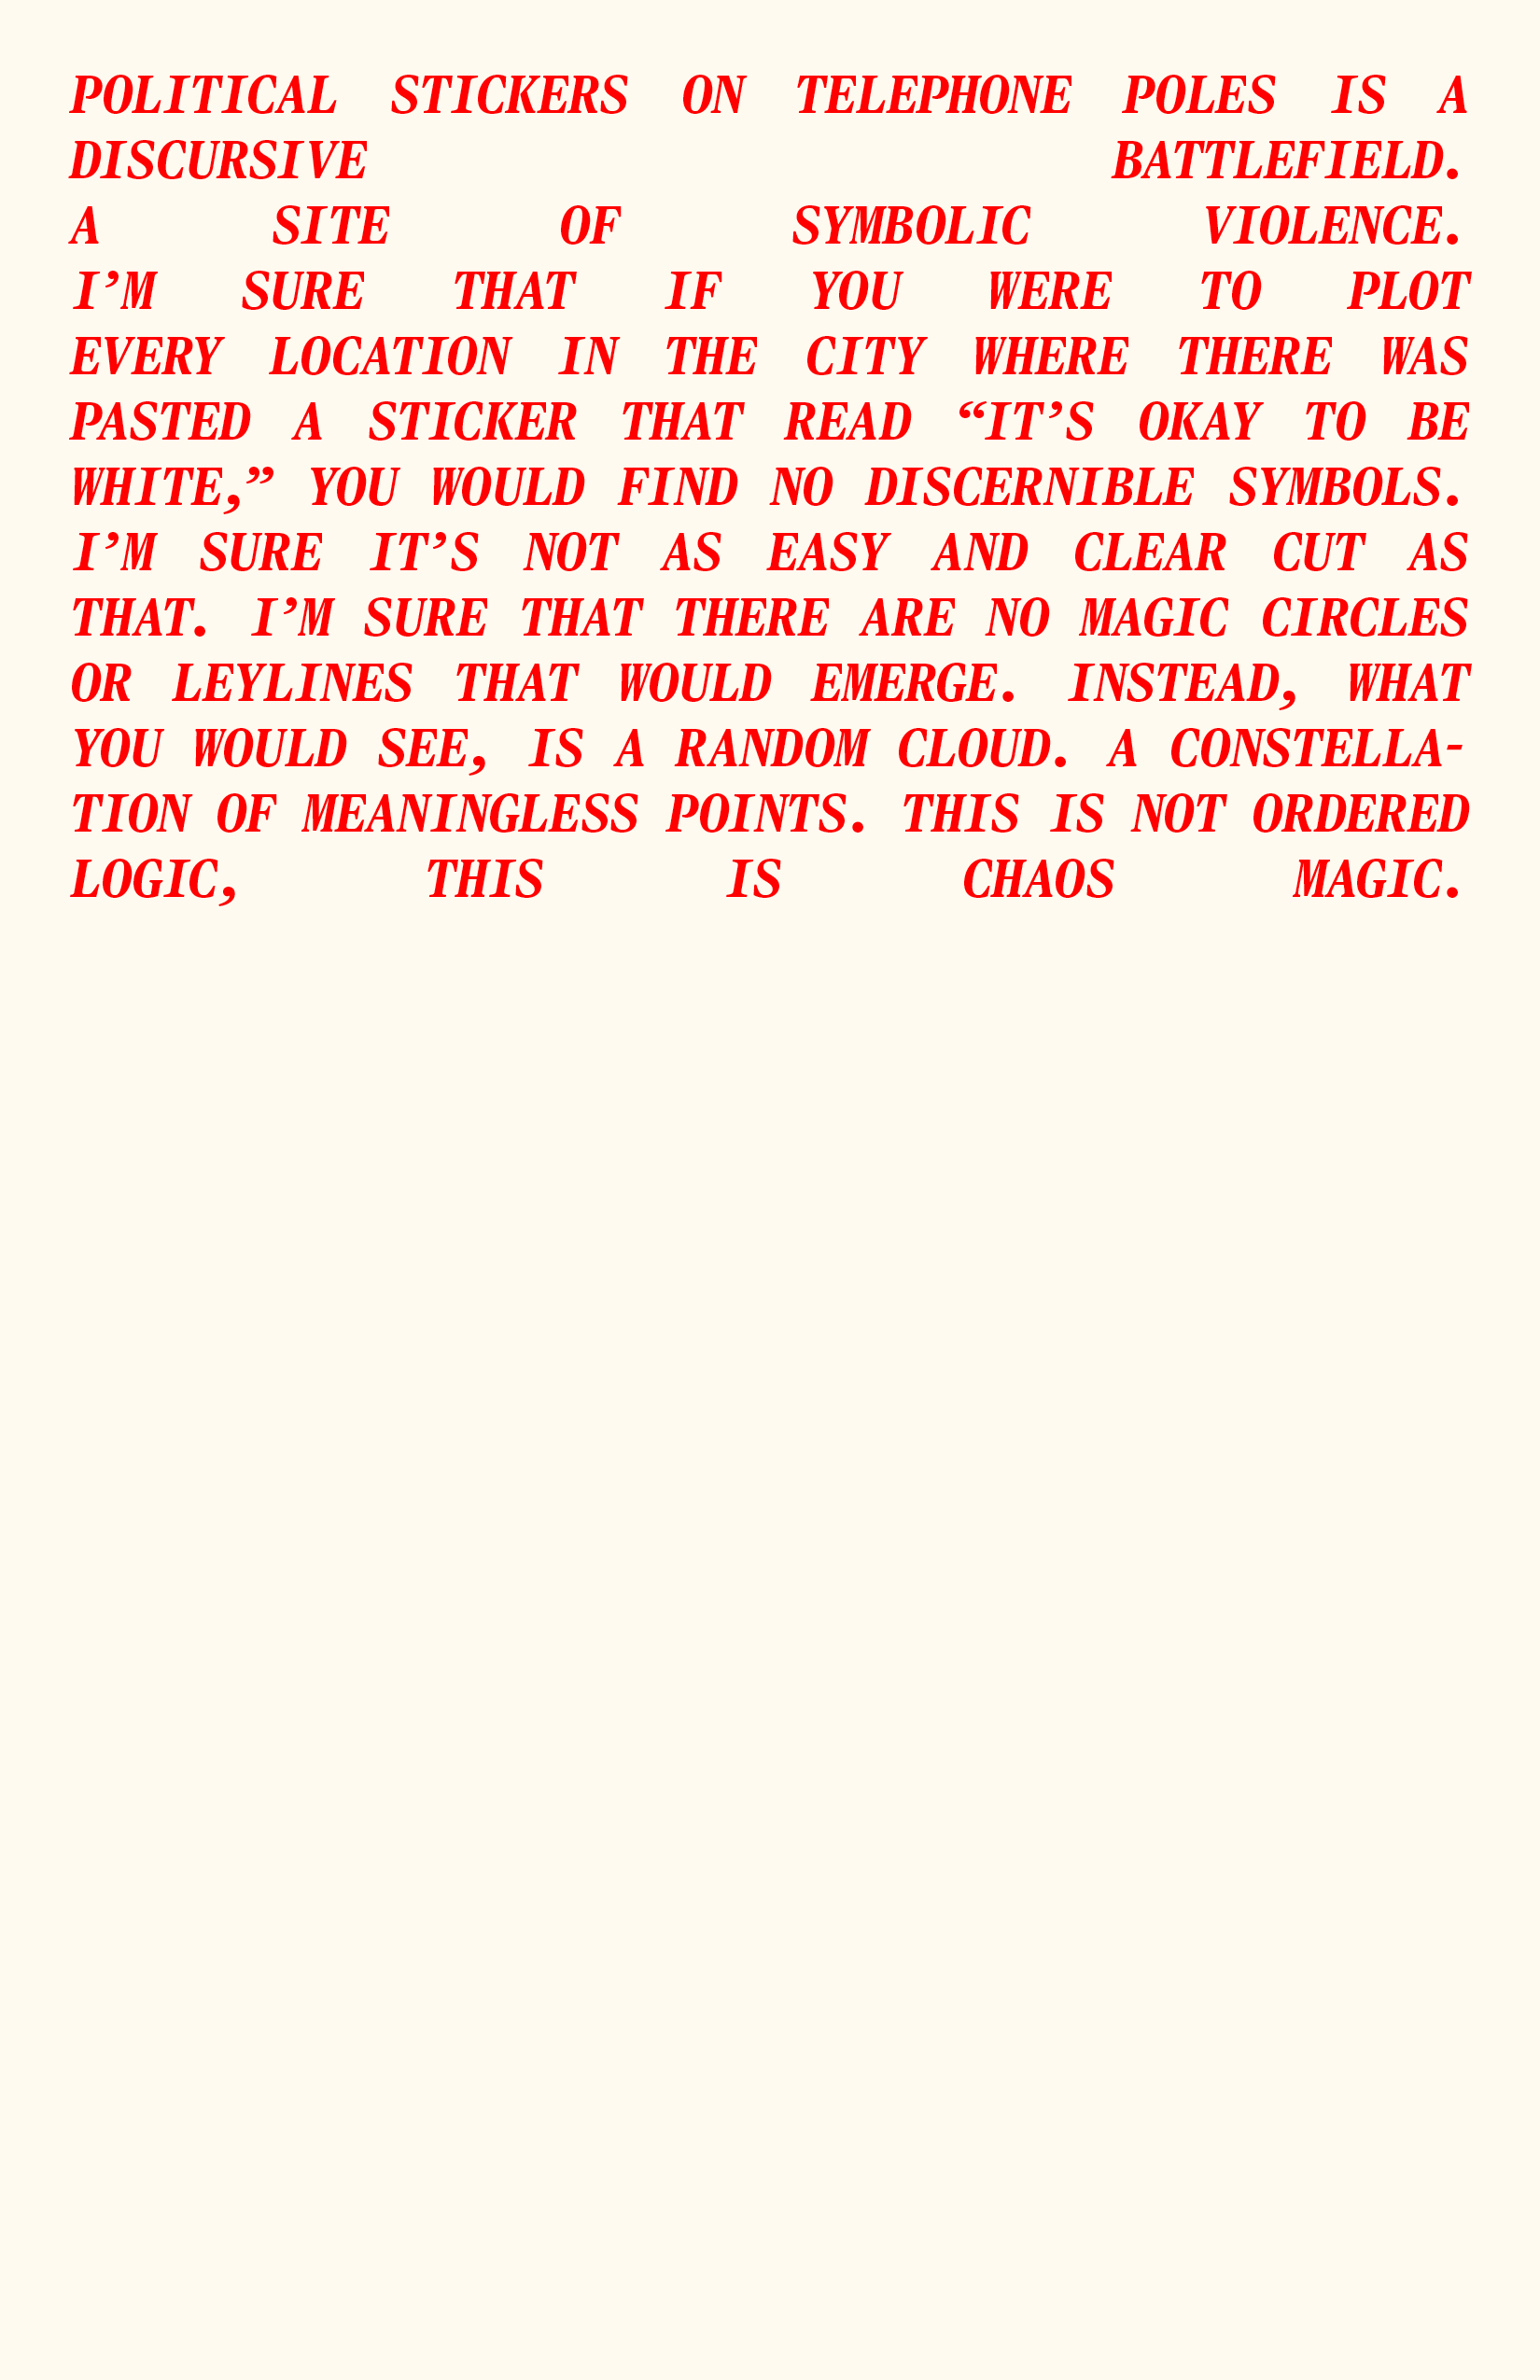 POLITICAL STICKERS ON TELEPHONE POLES IS A
DISCURSIVE BATTLEFIELD.
A SITE OF SYMBOLIC VIOLENCE.
I’M SURE THAT IF YOU WERE TO PLOT
EVERY LOCATION IN THE CITY WHERE THERE WAS
PASTED A STICKER THAT READ “IT’S OKAY TO BE
WHITE,” YOU WOULD FIND NO DISCERNIBLE SYMBOLS.
I’M SURE IT’S NOT AS EASY AND CLEAR CUT AS
THAT. I’M SURE THAT THERE ARE NO MAGIC CIRCLES
OR LEYLINES THAT WOULD EMERGE. INSTEAD, WHAT
YOU WOULD SEE, IS A RANDOM CLOUD. A CONSTELLA-
TION OF MEANINGLESS POINTS. THIS IS NOT ORDERED
LOGIC, THIS IS CHAOS MAGIC.